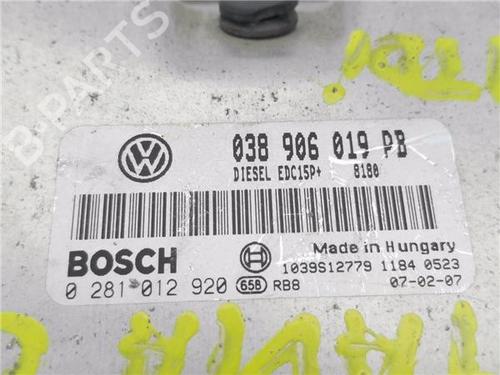 B-PARTS
TDI
038 906 019 PB
DIESEL EDC15P+ 8180
BOSCH
Made in Hungary
1039S12779 1184 0523
0 281 012 920 658 RB8 07-02-07